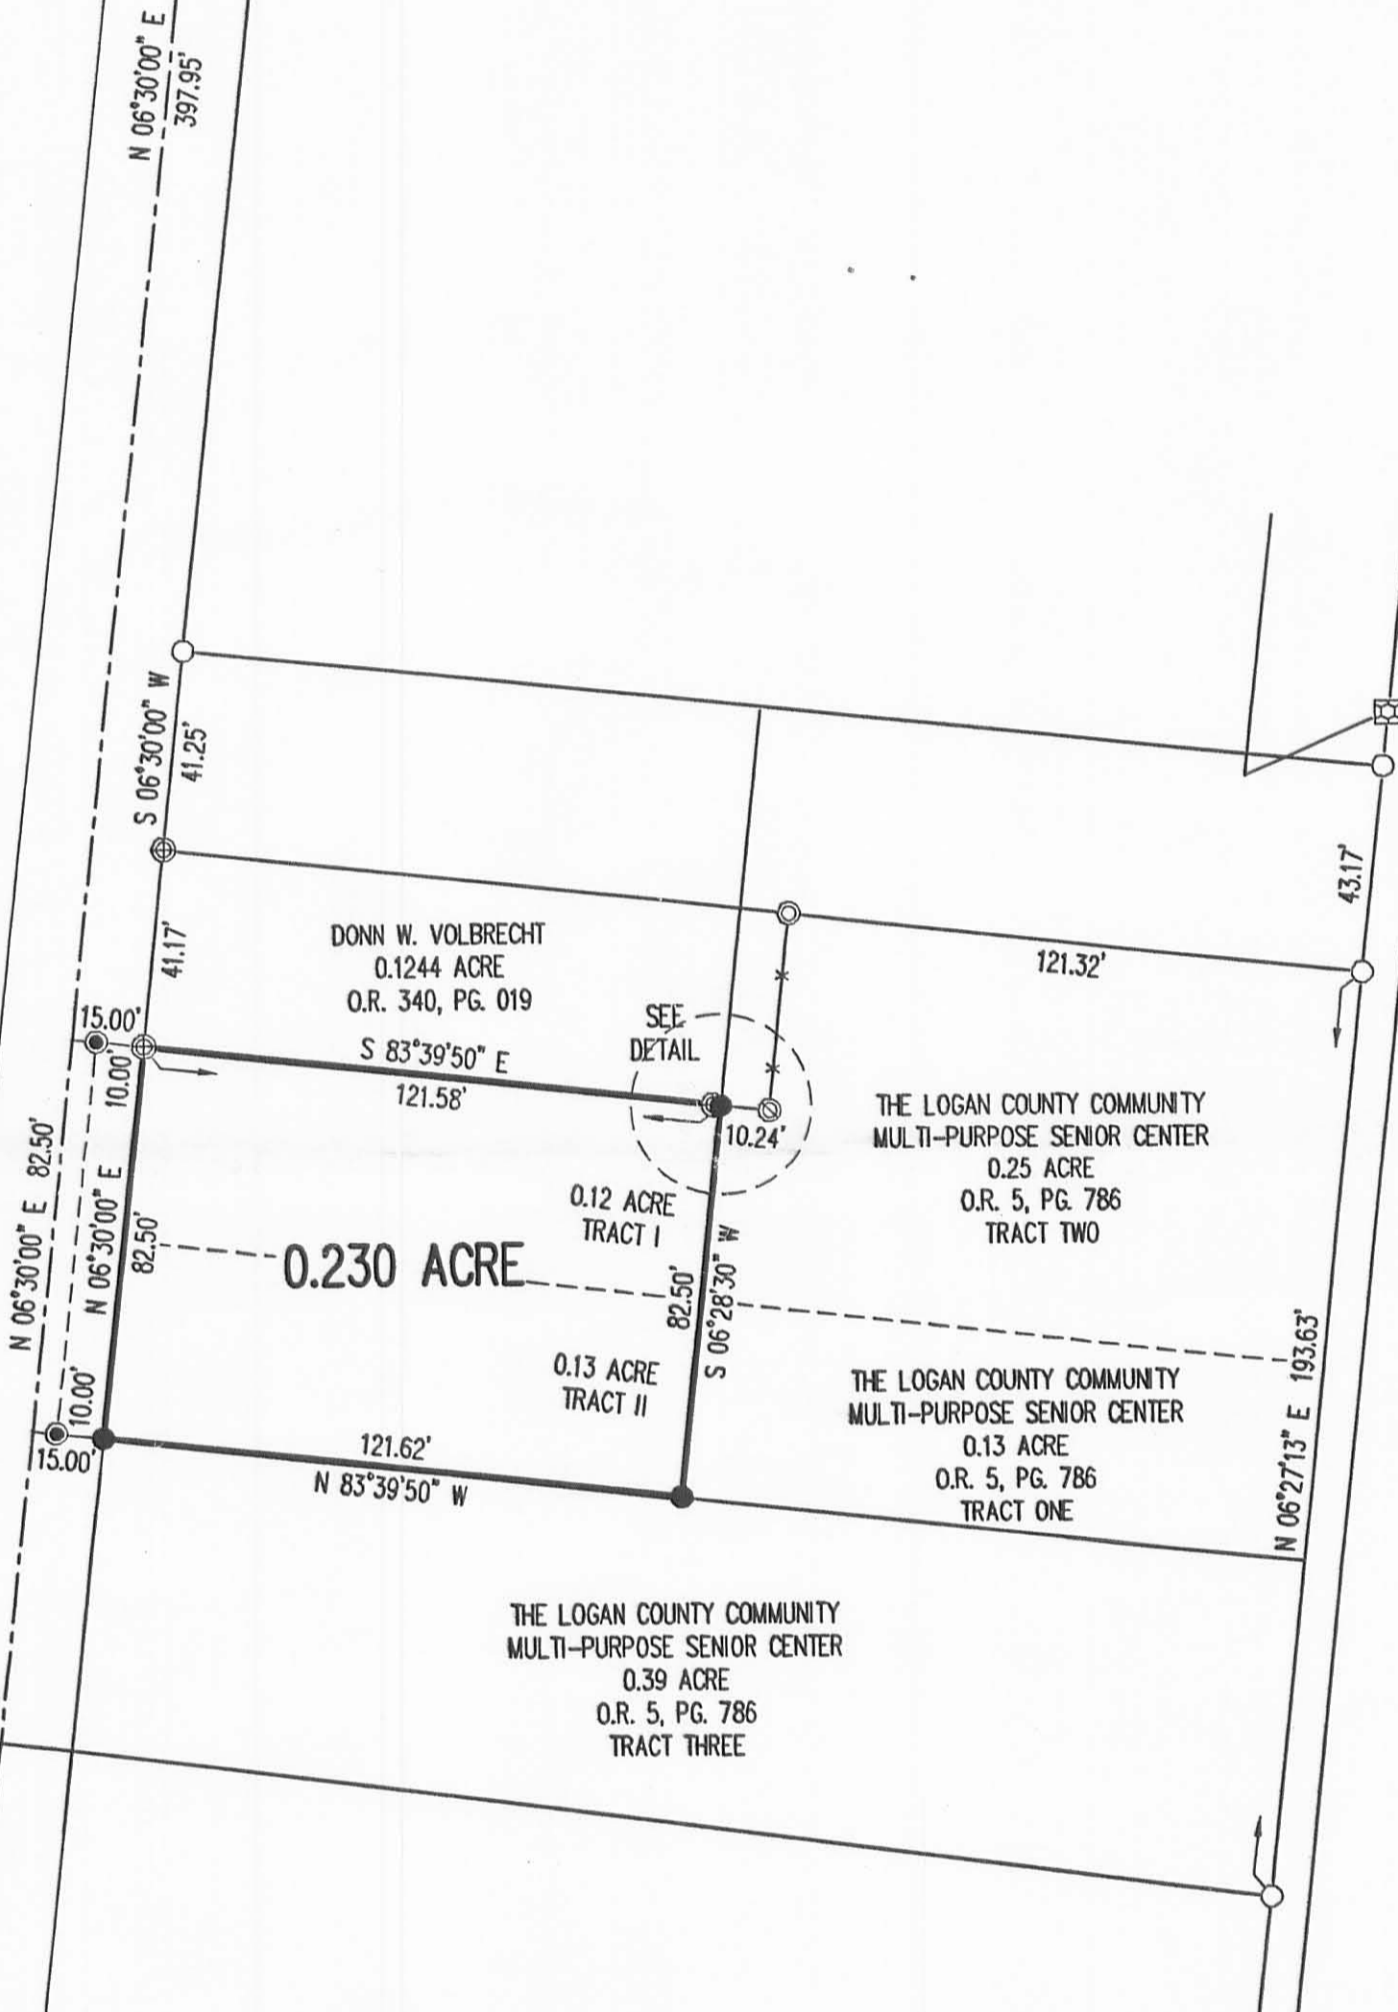 N 06°30'00" E
397.95'
S 06°30'00" W
41.25'
43.17'
41.17'
DONN W. VOLBRECHT
0.1244 ACRE
O.R. 340, PG. 019
121.32'
15.00'
SEE
DETAIL
S 83°39'50" E
121.58'
10.00'
10.24'
THE LOGAN COUNTY COMMUNITY
MULTI-PURPOSE SENIOR CENTER
0.25 ACRE
O.R. 5, PG. 786
TRACT TWO
N 06°30'00" E 82.50'
N 06°30'00" E
82.50'
0.12 ACRE
TRACT I
0.230 ACRE
82.50'
S 06°28'30" W
0.13 ACRE
TRACT II
THE LOGAN COUNTY COMMUNITY
MULTI-PURPOSE SENIOR CENTER
0.13 ACRE
O.R. 5, PG. 786
TRACT ONE
N 06°27'13" E 193.63'
10.00'
15.00'
121.62'
N 83°39'50" W
THE LOGAN COUNTY COMMUNITY
MULTI-PURPOSE SENIOR CENTER
0.39 ACRE
O.R. 5, PG. 786
TRACT THREE